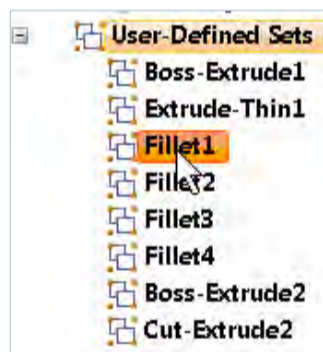 User-Defined Sets
Boss-Extrude1
Extrude-Thin1
Fillet1
Fillet2
Fillet3
Fillet4
Boss-Extrude2
Cut-Extrude2